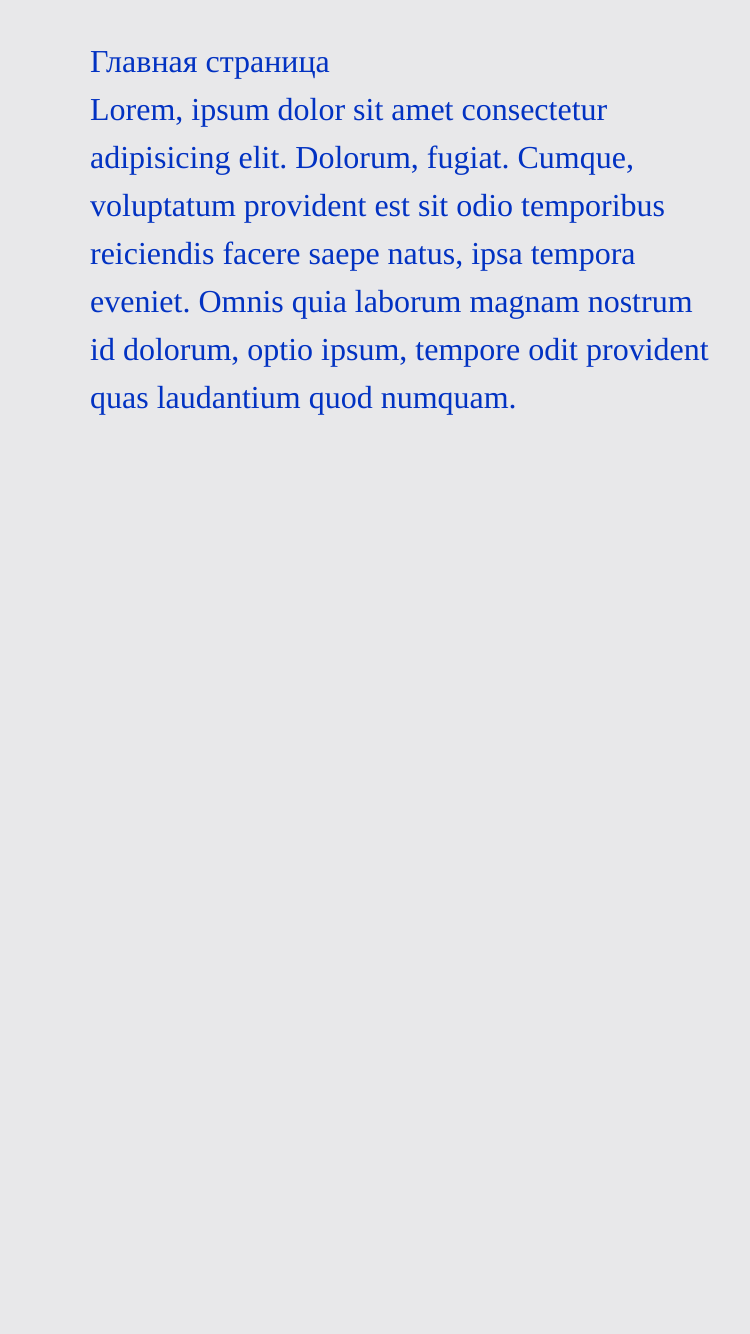 Главная страница
Lorem, ipsum dolor sit amet consectetur
adipisicing elit. Dolorum, fugiat. Cumque,
voluptatum provident est sit odio temporibus
reiciendis facere saepe natus, ipsa tempora
eveniet. Omnis quia laborum magnam nostrum
id dolorum, optio ipsum, tempore odit provident
quas laudantium quod numquam.